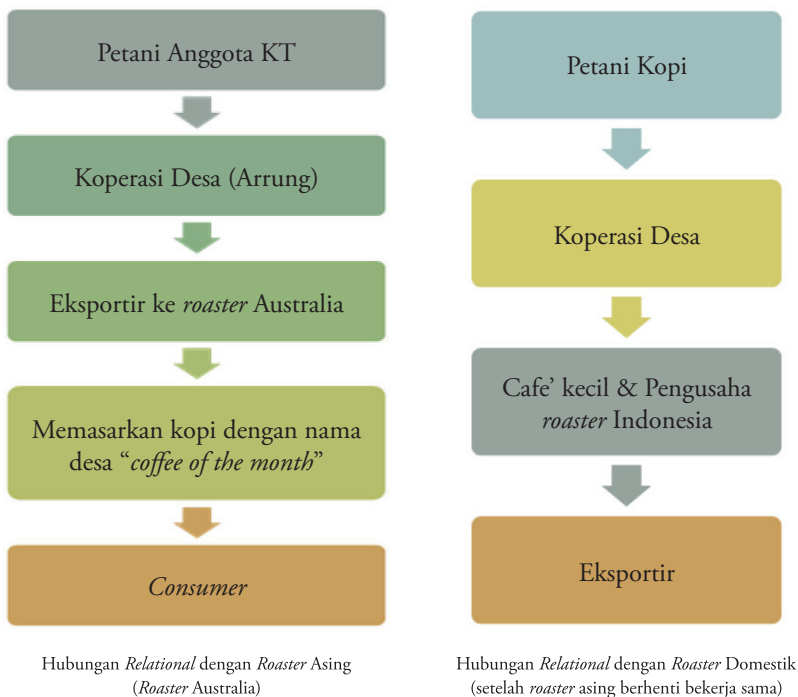 Petani Anggota KT
Koperasi Desa (Arrung)
Eksportir ke roaster Australia
Memasarkan kopi dengan nama
desa “coffee of the month”
Consumer
Hubungan Relational dengan Roaster Asing
(Roaster Australia)
Petani Kopi
Koperasi Desa
Cafe’ kecil & Pengusaha
roaster Indonesia
Eksportir
Hubungan Relational dengan Roaster Domestik
(setelah roaster asing berhenti bekerja sama)